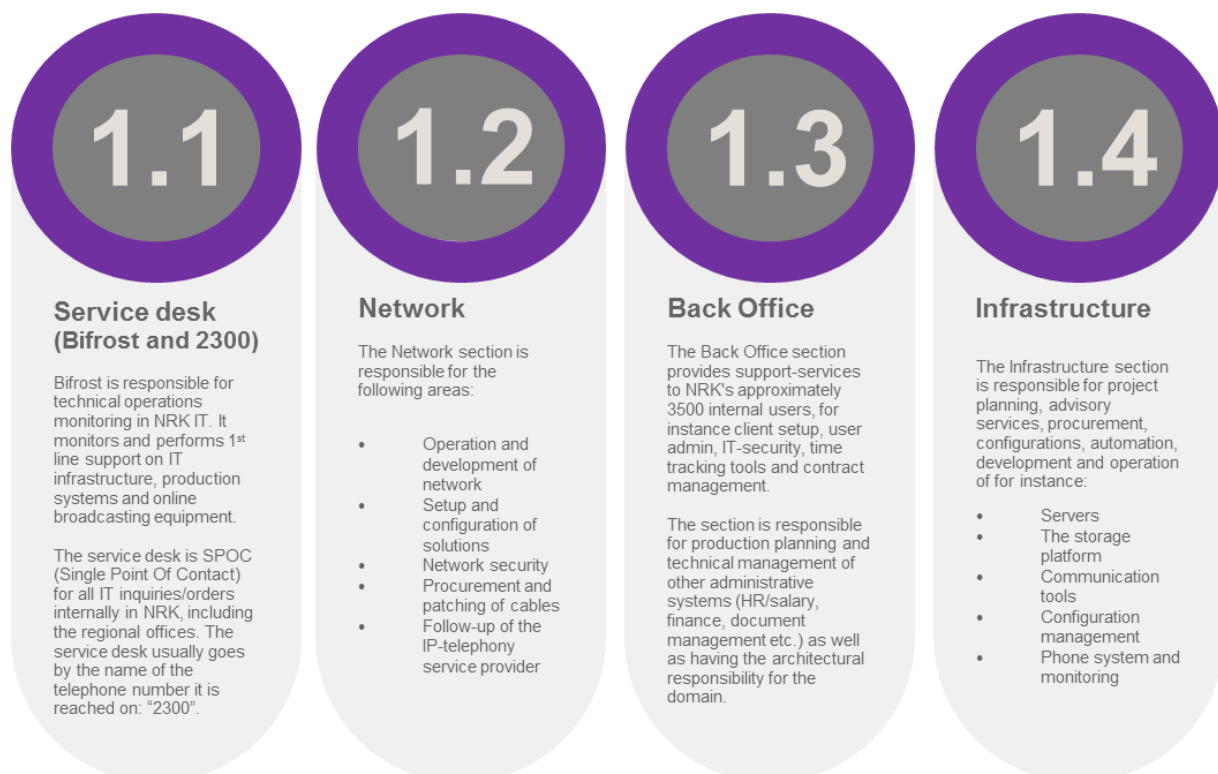 1.1
Service desk
(Bifrost and 2300)
Bifrost is responsible for
technical operations
monitoring in NRK IT. It
monitors and performs 1st
line support on IT
infrastructure, production
systems and online
broadcasting equipment.
The service desk is SPOC
(Single Point Of Contact)
for all IT inquiries/orders
internally in NRK, including
the regional offices. The
service desk usually goes
by the name of the
telephone number it is
reached on: “2300”.
1.2
Network
The Network section is
responsible for the
following areas:
• Operation and
development of
network
• Setup and
configuration of
solutions
• Network security
• Procurement and
patching of cables
• Follow-up of the
IP-telephony
service provider
1.3
Back Office
The Back Office section
provides support-services
to NRK's approximately
3500 internal users, for
instance client setup, user
admin, IT-security, time
tracking tools and contract
management.
The section is responsible
for production planning and
technical management of
other administrative
systems (HR/salary,
finance, document
management etc.) as well
as having the architectural
responsibility for the
domain.
1.4
Infrastructure
The Infrastructure section
is responsible for project
planning, advisory
services, procurement,
configurations, automation,
development and operation
of for instance:
• Servers
• The storage
platform
• Communication
tools
• Configuration
management
• Phone system and
monitoring